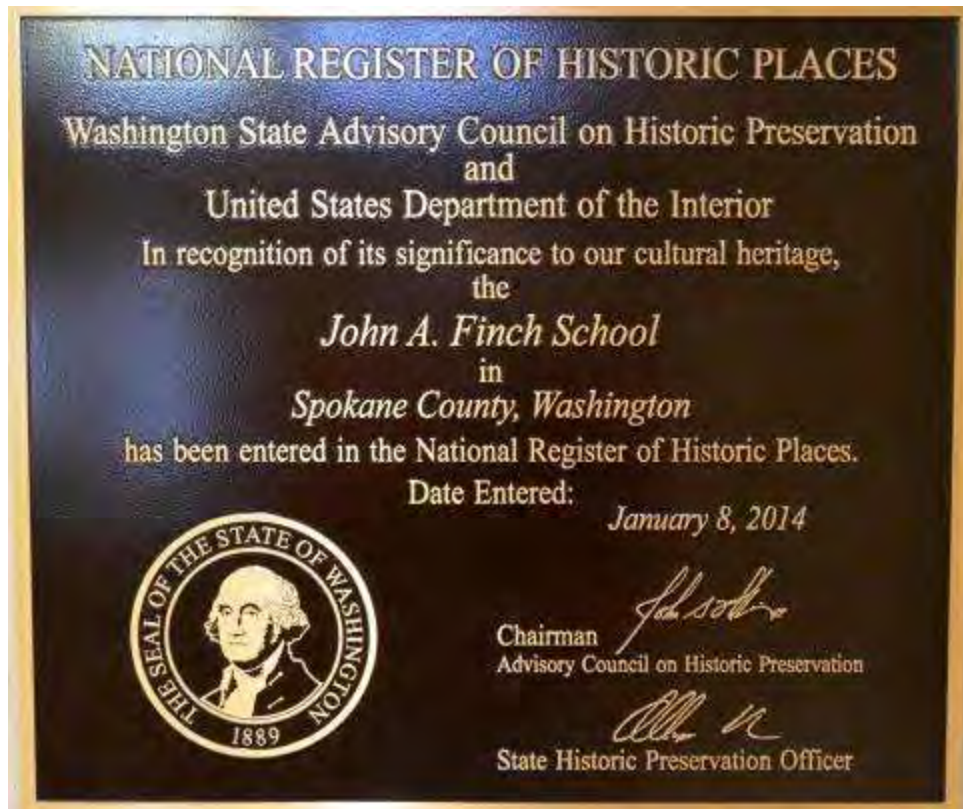 NATIONAL REGISTER OF HISTORIC PLACES
Washington State Advisory Council on Historic Preservation
and
United States Department of the Interior
In recognition of its significance to our cultural heritage,
the
John A. Finch School
in
Spokane County, Washington
has been entered in the National Register of Historic Places.
Date Entered:
January 8, 2014
THE SEAL OF THE STATE OF WASHINGTON
1889
Chairman
Advisory Council on Historic Preservation
State Historic Preservation Officer